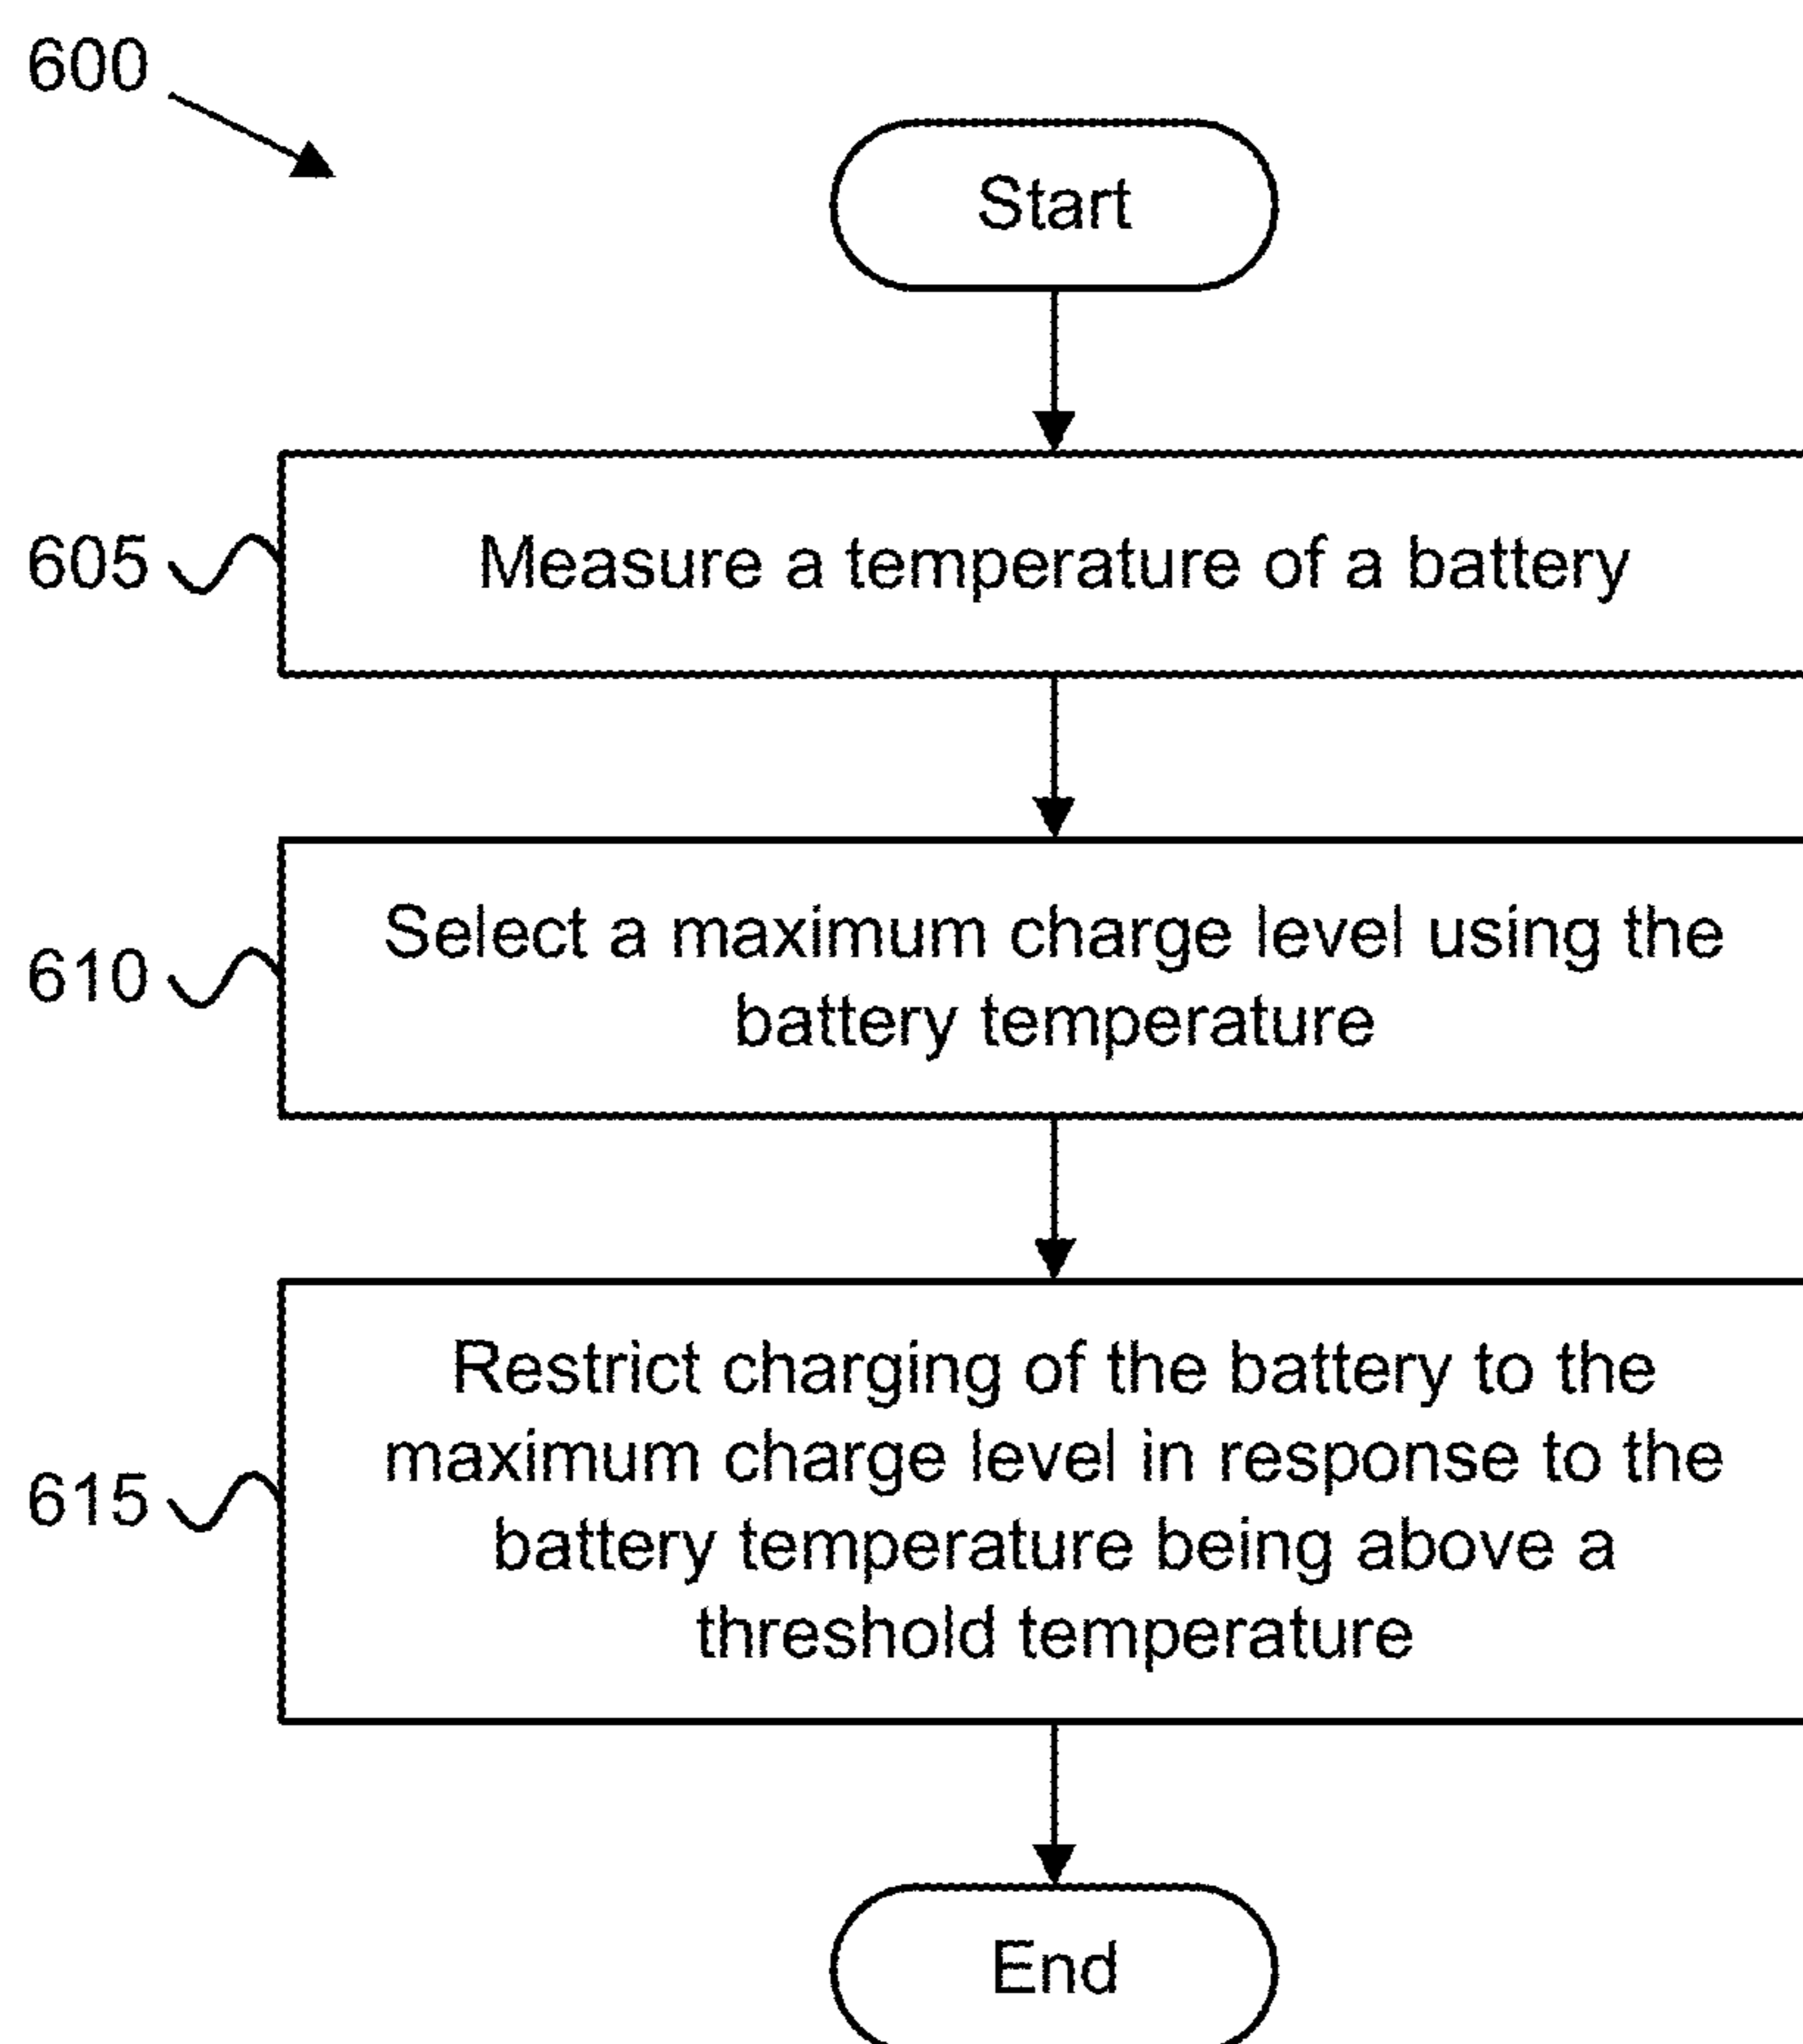 600
Start
605
Measure a temperature of a battery
610
Select a maximum charge level using the
battery temperature
615
Restrict charging of the battery to the
maximum charge level in response to the
battery temperature being above a
threshold temperature
End